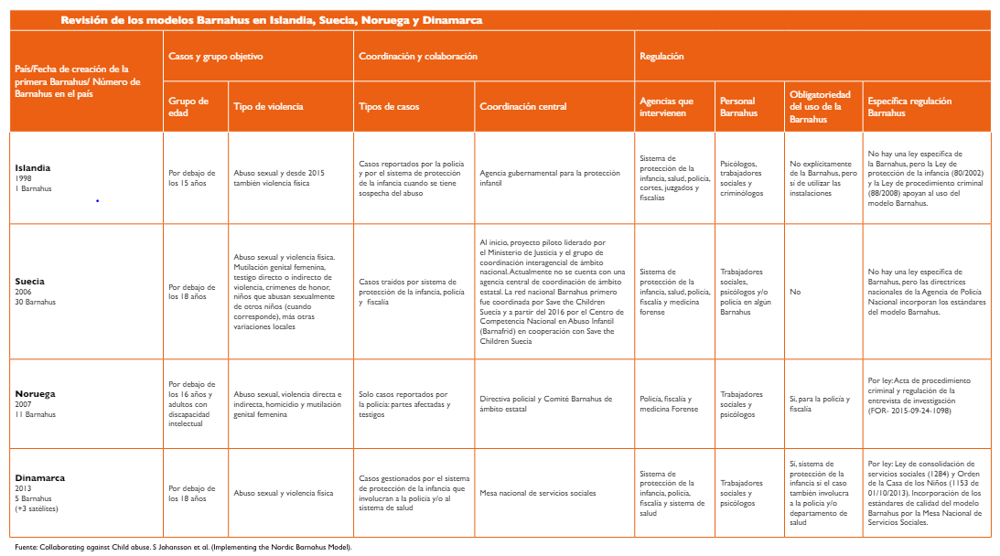 Revisión de los modelos Barnahus en Islandia, Suecia, Noruega y Dinamarca
País/Fecha de creación de la
primera Barnahus/ Número de
Barnahus en el país
Casos y grupo objetivo
Coordinación y colaboración
Regulación
Grupo de
edad
Tipo de violencia
Tipos de casos
Coordinación central
Agencias que
intervienen
Personal
Barnahus
Obligatoriedad
del uso de la
Barnahus
Específica regulación
Barnahus
Islandia
1998
1 Barnahus
Por debajo de
los 15 años
Abuso sexual y desde 2015
también violencia física
Casos reportados por la policía
y por el sistema de protección
de la infancia cuando se tiene
sospecha del abuso
Agencia gubernamental para la protección
infantil
Sistema de
protección de la
infancia, salud, policía,
cortes, juzgados y
fiscalías
Psicólogos,
trabajadores
sociales y
criminólogos
No explícitamente
de la Barnahus, pero
sí de utilizar las
instalaciones
No hay una ley específica de
la Barnahus, pero la Ley de
protección de la infancia (80/2002)
y la Ley de procedimiento criminal
(88/2008) apoyan al uso del
modelo Barnahus.
Suecia
2006
30 Barnahus
Por debajo de
los 18 años
Abuso sexual y violencia física.
Mutilación genital femenina,
testigo directo o indirecto de
violencia, crímenes de honor,
niños que abusan sexualmente
de otros niños (cuando
corresponde), más otras
variaciones locales
Casos traidos por sistema de
protección de la infancia, policía
y fiscalía
Al inicio, proyecto piloto liderado por
el Ministerio de Justicia y el grupo de
coordinación interagencial de ámbito
nacional. Actualmente no se cuenta con una
agencia central de coordinación de ámbito
estatal. La red nacional Barnahus primero
fue coordinada por Save the Children
Suecia y a partir del 2016 por el Centro de
Competencia Nacional en Abuso Infantil
(Barnafrid) en cooperación con Save the
Children Suecia
Sistema de
protección de la
infancia, salud, policía,
fiscalía y medicina
forense
Trabajadores
sociales,
psicólogos y/o
policía en algún
Barnahus
No
No hay una ley específica de
Barnahus, pero las directrices
nacionales de la Agencia de Policía
Nacional incorporan los estándares
del modelo Barnahus.
Noruega
2007
11 Barnahus
Por debajo de
los 16 años y
adultos con
discapacidad
intelectual
Abuso sexual, violencia directa e
indirecta, homicidio y mutilación
genital femenina
Solo casos reportados por
la policía: partes afectadas y
testigos
Directiva policial y Comité Barnahus de
ámbito estatal
Policía, fiscalía y
medicina Forense
Trabajadores
sociales y
psicólogos
Si, para la policía y
fiscalía
Por ley: Acta de procedimiento
criminal y regulación de la
entrevista de investigación
(FOR- 2015-09-24-1098)
Dinamarca
2013
5 Barnahus
(+3 satélites)
Por debajo de
los 18 años
Abuso sexual y violencia física
Casos gestionados por el sistema
de protección de la infancia que
involucran a la policía y/o al
sistema de salud
Mesa nacional de servicios sociales
Sistema de
protección de la
infancia, policía,
fiscalía y sistema de
salud
Trabajadores
sociales y
psicólogos
Si, sistema de
protección de la
infancia si el caso
también involucra
a la policía y/o
departamento de
salud
Por ley: Ley de consolidación de
servicios sociales (1284) y Orden
de la Casa de los Niños (1153 de
01/10/2013). Incorporación de los
estándares de calidad del modelo
Barnahus por la Mesa Nacional de
Servicios Sociales.
Fuente: Collaborating against Child abuse. S Johansson et al. (Implementing the Nordic Barnahus Model).